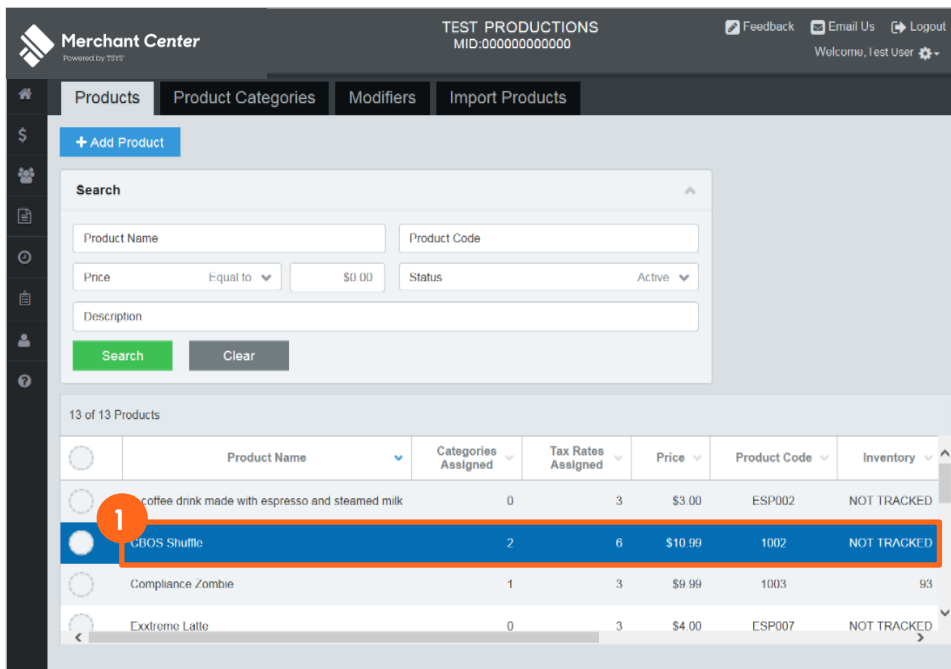 Merchant Center
Powered by TSYS
TEST PRODUCTIONS
MID:000000000000
Feedback Email Us Logout
Welcome, Test User
Products Product Categories Modifiers Import Products
+ Add Product
Search
Product Name Product Code
Price Equal to $0.00 Status Active
Description
Search Clear
13 of 13 Products
Product Name Categories Assigned Tax Rates Assigned Price Product Code Inventory
coffee drink made with espresso and steamed milk 0 3 $3.00 ESP002 NOT TRACKED
1
CBOS Shuffle 2 6 $10.99 1002 NOT TRACKED
Compliance Zombie 1 3 $9.99 1003 93
Exxtreme Latte 0 3 $4.00 ESP007 NOT TRACKED